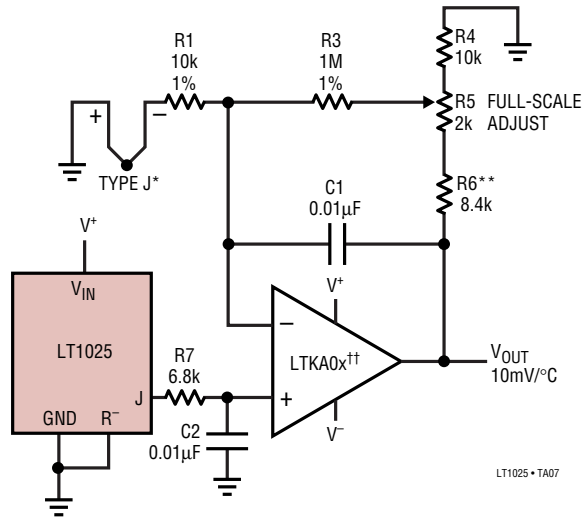 R1
10k
1%
R3
1M
1%
R4
10k
R5 FULL-SCALE
2k ADJUST
+
−
TYPE J*
R6**
8.4k
C1
0.01µF
V+
VIN
LT1025
J
GND R−
R7
6.8k
C2
0.01µF
V+
−
LTKA0x††
+
V−
VOUT
10mV/°C
LT1025 • TA07